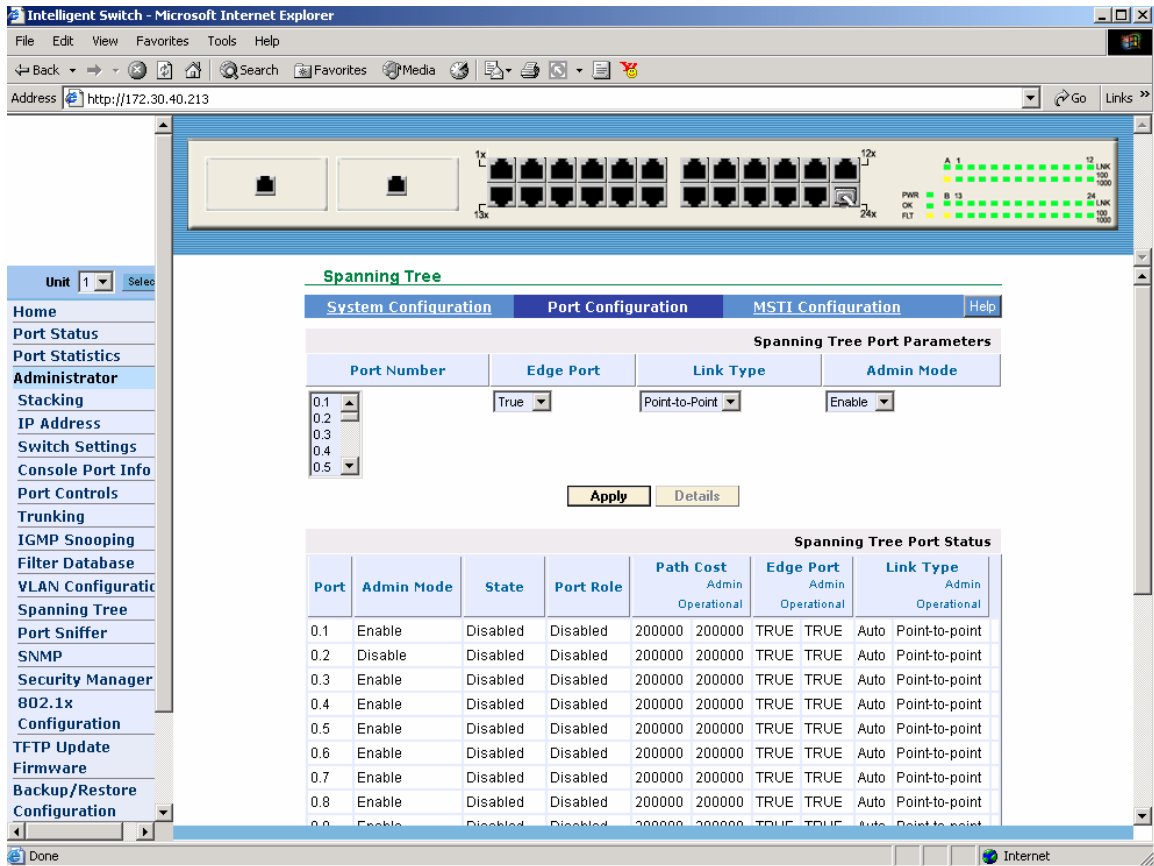 Intelligent Switch - Microsoft Internet Explorer
File Edit View Favorites Tools Help
Back Search Favorites Media
Address http://172.30.40.213 Go Links »
1x 12x
13x 24x
A 1 12 LNK
100
1000
PWR B 13 24 LNK
OK 100
FLT 1000
Unit 1 Selec
Home
Port Status
Port Statistics
Administrator
Stacking
IP Address
Switch Settings
Console Port Info
Port Controls
Trunking
IGMP Snooping
Filter Database
VLAN Configuratic
Spanning Tree
Port Sniffer
SNMP
Security Manager
802.1x
Configuration
TFTP Update
Firmware
Backup/Restore
Configuration
Spanning Tree
System Configuration Port Configuration MSTI Configuration Help
Spanning Tree Port Parameters
Port Number Edge Port Link Type Admin Mode
0.1 True Point-to-Point Enable
0.2
0.3
0.4
0.5
Apply Details
Spanning Tree Port Status
Port Admin Mode State Port Role Path Cost Admin Operational Edge Port Admin Operational Link Type Admin Operational
0.1 Enable Disabled Disabled 200000 200000 TRUE TRUE Auto Point-to-point
0.2 Disable Disabled Disabled 200000 200000 TRUE TRUE Auto Point-to-point
0.3 Enable Disabled Disabled 200000 200000 TRUE TRUE Auto Point-to-point
0.4 Enable Disabled Disabled 200000 200000 TRUE TRUE Auto Point-to-point
0.5 Enable Disabled Disabled 200000 200000 TRUE TRUE Auto Point-to-point
0.6 Enable Disabled Disabled 200000 200000 TRUE TRUE Auto Point-to-point
0.7 Enable Disabled Disabled 200000 200000 TRUE TRUE Auto Point-to-point
0.8 Enable Disabled Disabled 200000 200000 TRUE TRUE Auto Point-to-point
Done Internet